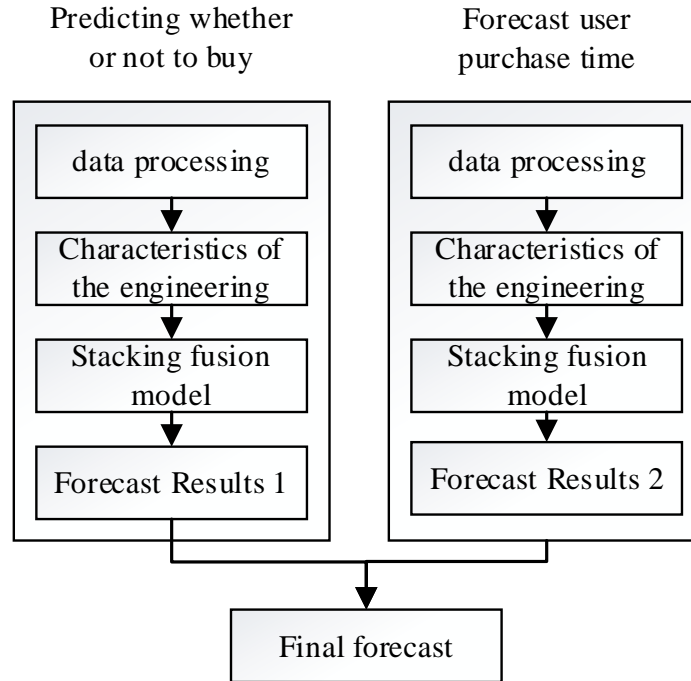 Predicting whether
or not to buy
data processing
Characteristics of
the engineering
Stacking fusion
model
Forecast Results 1
Forecast user
purchase time
data processing
Characteristics of
the engineering
Stacking fusion
model
Forecast Results 2
Final forecast